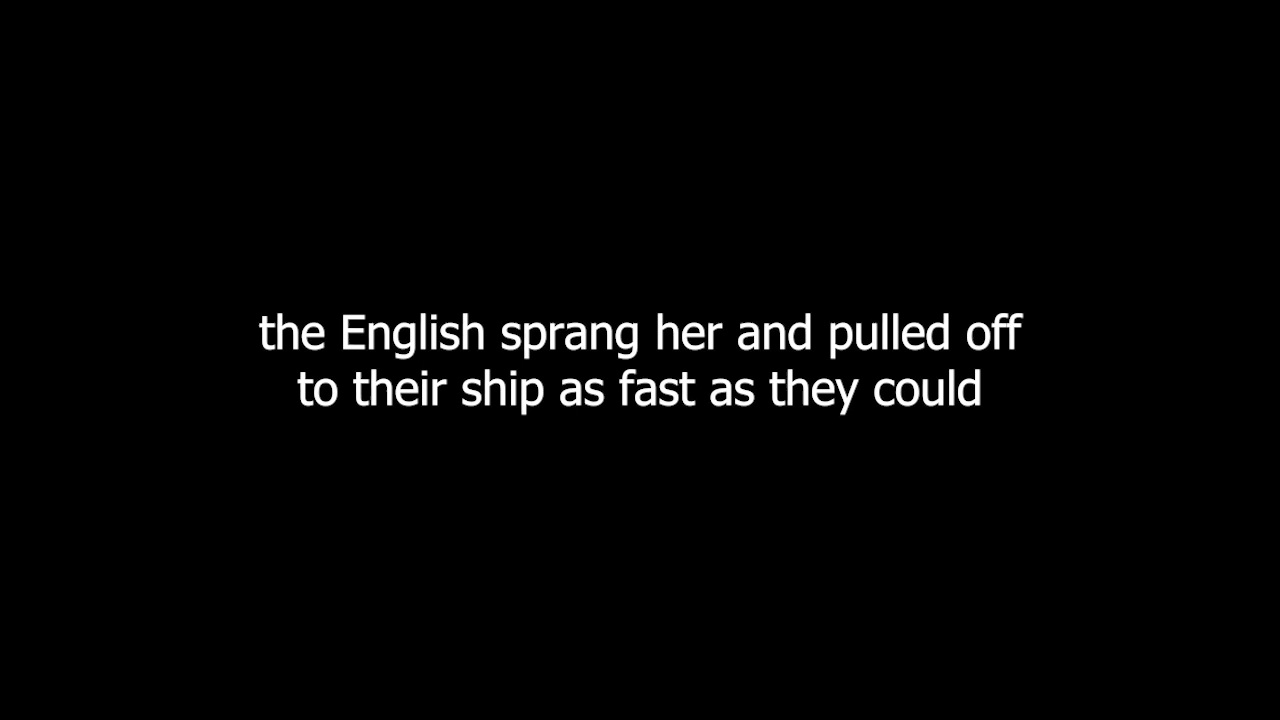 the English sprang her and pulled off
to their ship as fast as they could